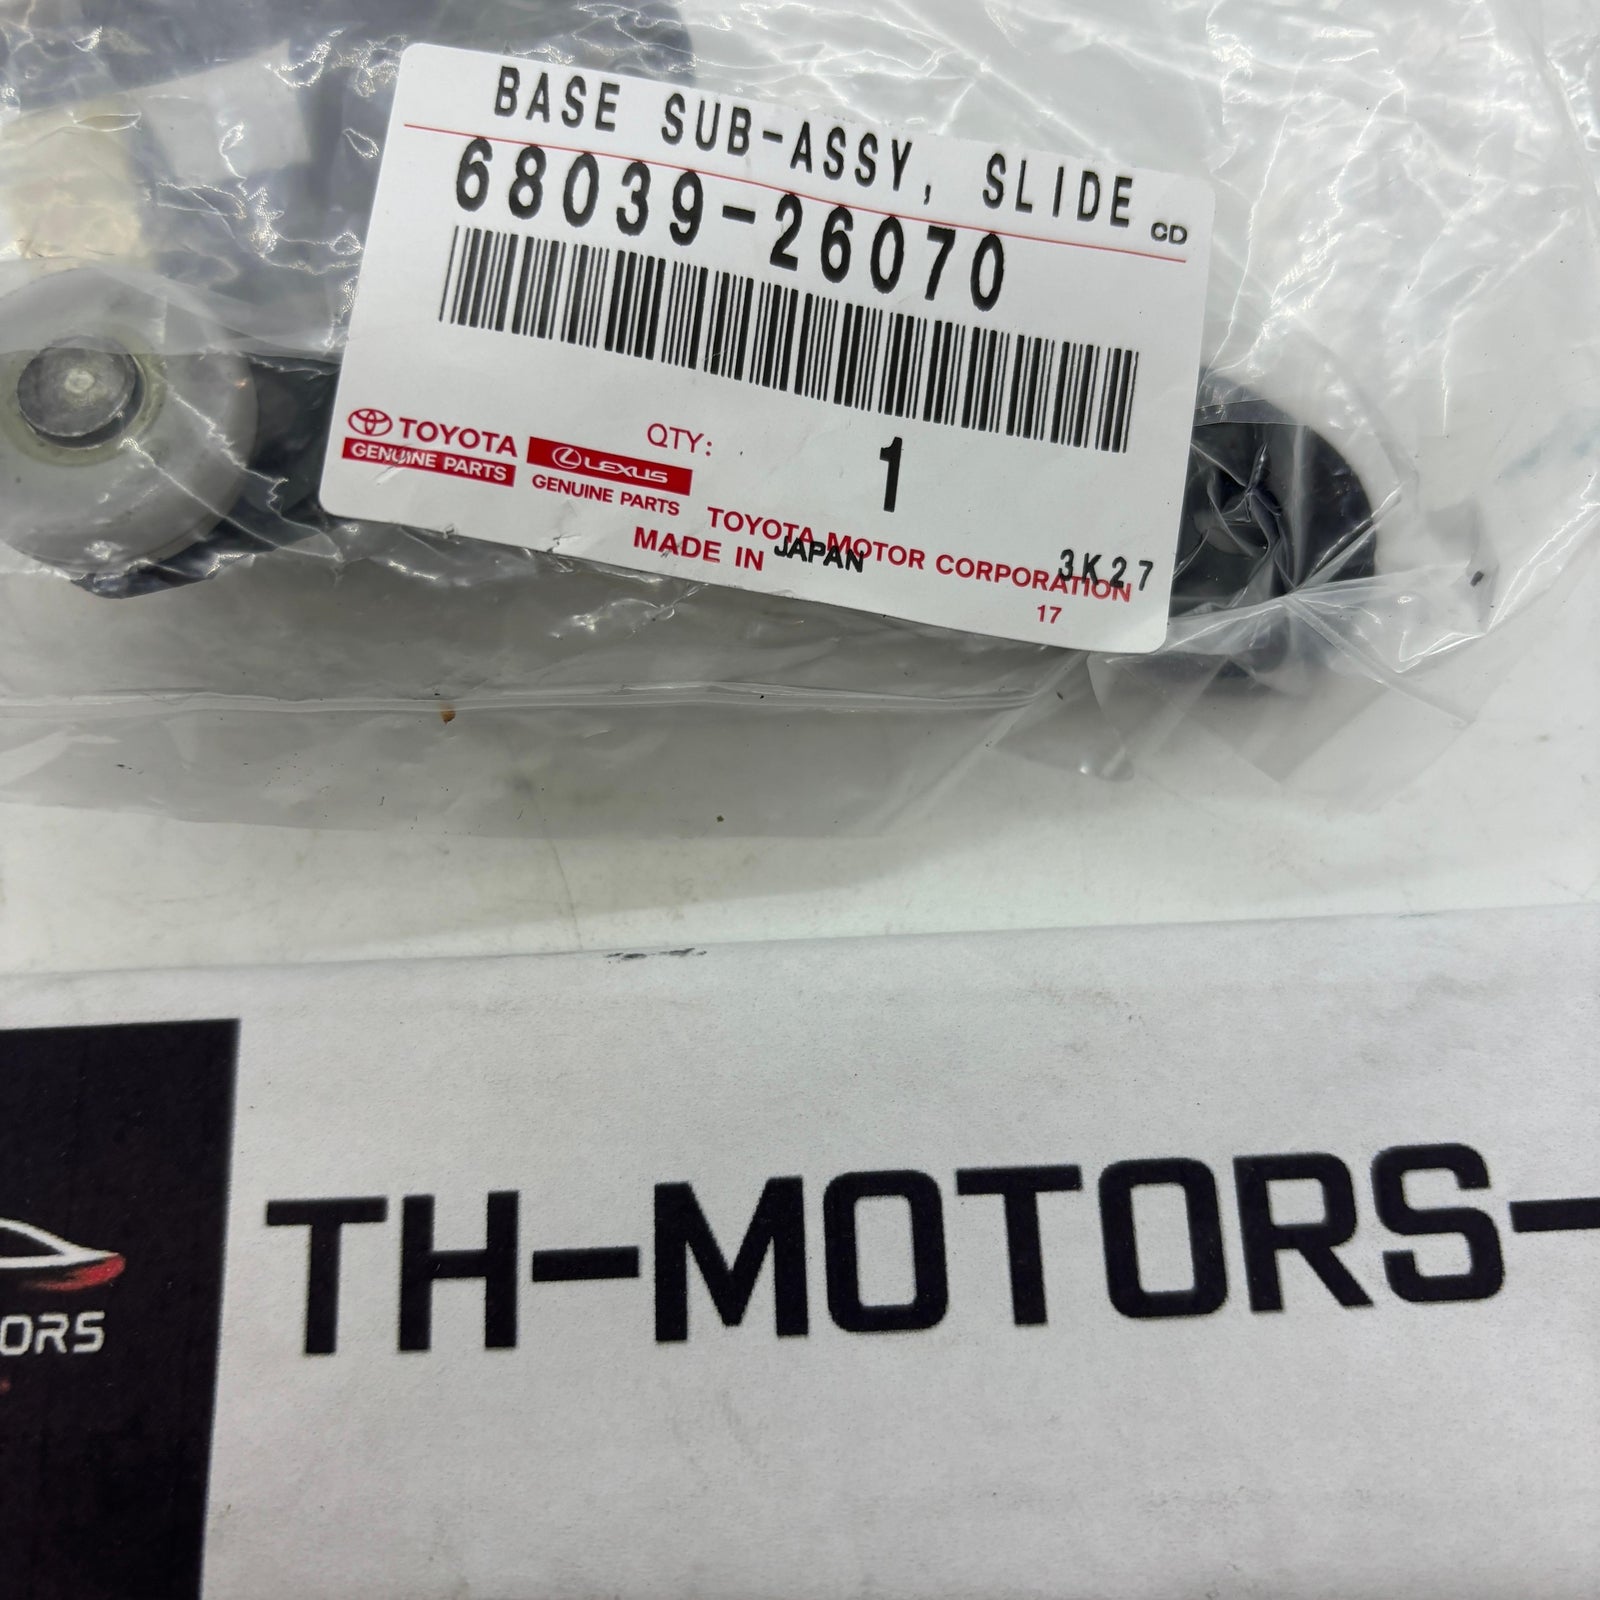 BASE SUB-ASSY, SLIDE CD
68039-26070
TOYOTA
GENUINE PARTS
LEXUS
GENUINE PARTS
QTY:
1
TOYOTA MOTOR CORPORATION
MADE IN JAPAN
3K27
17
TH-MOTORS-
ORS